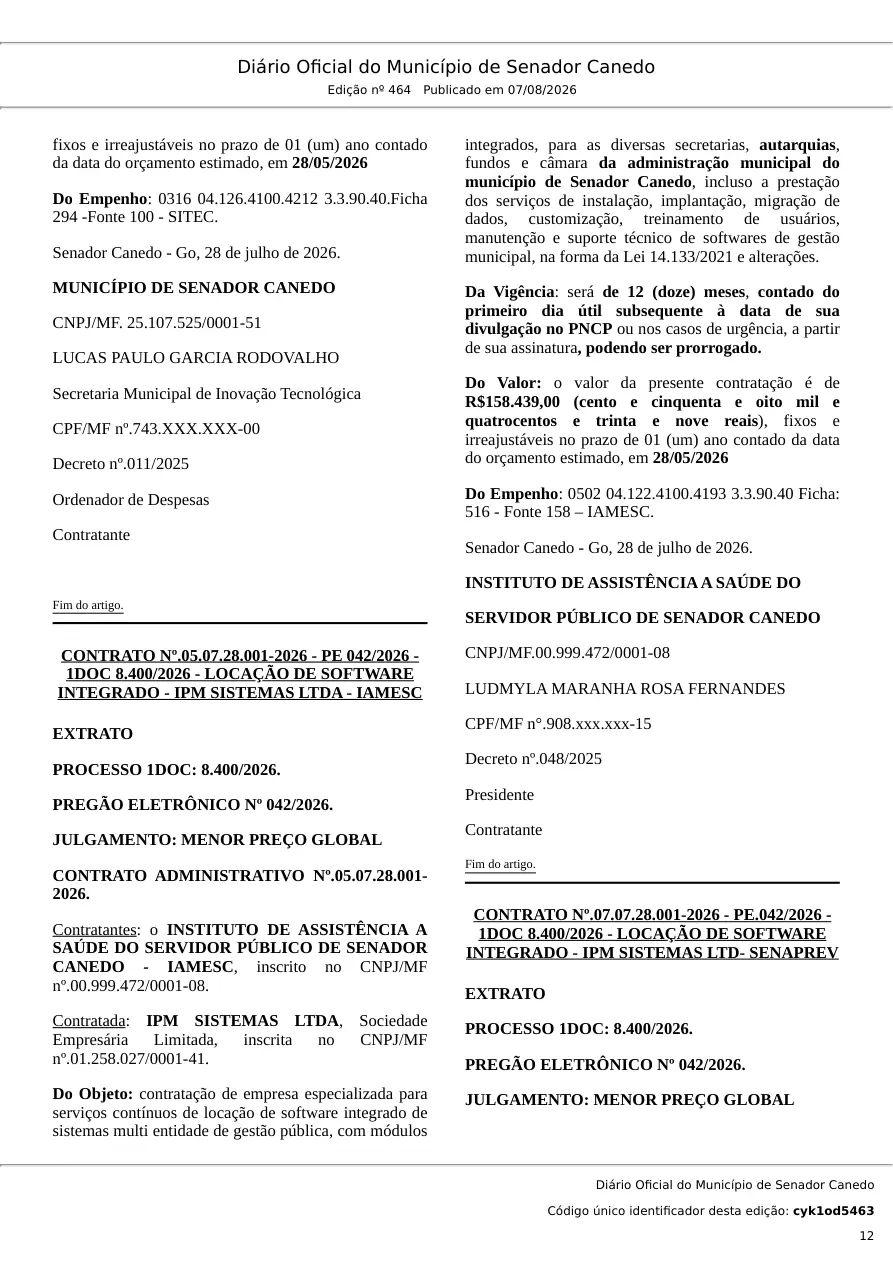 Diário Oficial do Município de Senador Canedo
Edição nº 464 Publicado em 07/08/2026
fixos e irreajustáveis no prazo de 01 (um) ano contado
da data do orçamento estimado, em 28/05/2026
Do Empenho: 0316 04.126.4100.4212 3.3.90.40.Ficha
294 -Fonte 100 - SITEC.
Senador Canedo - Go, 28 de julho de 2026.
MUNICÍPIO DE SENADOR CANEDO
CNPJ/MF. 25.107.525/0001-51
LUCAS PAULO GARCIA RODOVALHO
Secretaria Municipal de Inovação Tecnológica
CPF/MF nº.743.XXX.XXX-00
Decreto nº.011/2025
Ordenador de Despesas
Contratante
Fim do artigo.
CONTRATO Nº.05.07.28.001-2026 - PE 042/2026 -
1DOC 8.400/2026 - LOCAÇÃO DE SOFTWARE
INTEGRADO - IPM SISTEMAS LTDA - IAMESC
EXTRATO
PROCESSO 1DOC: 8.400/2026.
PREGÃO ELETRÔNICO Nº 042/2026.
JULGAMENTO: MENOR PREÇO GLOBAL
CONTRATO ADMINISTRATIVO Nº.05.07.28.001-
2026.
Contratantes: o INSTITUTO DE ASSISTÊNCIA A
SAÚDE DO SERVIDOR PÚBLICO DE SENADOR
CANEDO - IAMESC, inscrito no CNPJ/MF
nº.00.999.472/0001-08.
Contratada: IPM SISTEMAS LTDA, Sociedade
Empresária Limitada, inscrita no CNPJ/MF
nº.01.258.027/0001-41.
Do Objeto: contratação de empresa especializada para
serviços contínuos de locação de software integrado de
sistemas multi entidade de gestão pública, com módulos
integrados, para as diversas secretarias, autarquias,
fundos e câmara da administração municipal do
município de Senador Canedo, incluso a prestação
dos serviços de instalação, implantação, migração de
dados, customização, treinamento de usuários,
manutenção e suporte técnico de softwares de gestão
municipal, na forma da Lei 14.133/2021 e alterações.
Da Vigência: será de 12 (doze) meses, contado do
primeiro dia útil subsequente à data de sua
divulgação no PNCP ou nos casos de urgência, a partir
de sua assinatura, podendo ser prorrogado.
Do Valor: o valor da presente contratação é de
R$158.439,00 (cento e cinquenta e oito mil e
quatrocentos e trinta e nove reais), fixos e
irreajustáveis no prazo de 01 (um) ano contado da data
do orçamento estimado, em 28/05/2026
Do Empenho: 0502 04.122.4100.4193 3.3.90.40 Ficha:
516 - Fonte 158 – IAMESC.
Senador Canedo - Go, 28 de julho de 2026.
INSTITUTO DE ASSISTÊNCIA A SAÚDE DO
SERVIDOR PÚBLICO DE SENADOR CANEDO
CNPJ/MF.00.999.472/0001-08
LUDMYLA MARANHA ROSA FERNANDES
CPF/MF n°.908.xxx.xxx-15
Decreto nº.048/2025
Presidente
Contratante
Fim do artigo.
CONTRATO Nº.07.07.28.001-2026 - PE.042/2026 -
1DOC 8.400/2026 - LOCAÇÃO DE SOFTWARE
INTEGRADO - IPM SISTEMAS LTD- SENAPREV
EXTRATO
PROCESSO 1DOC: 8.400/2026.
PREGÃO ELETRÔNICO Nº 042/2026.
JULGAMENTO: MENOR PREÇO GLOBAL
Diário Oficial do Município de Senador Canedo
Código único identificador desta edição: cyk1od5463
12